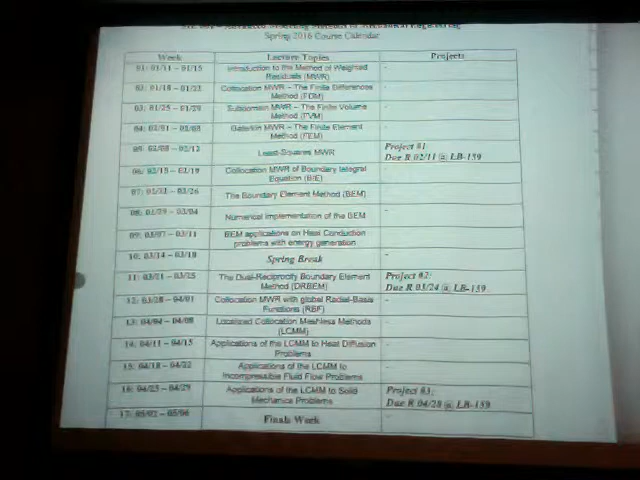 Spring 2016 Course Calendar
Week Lecture Topics Projects
01: 01/11 – 01/15 Introduction to the Method of Weighted
Residuals (MWR) -
02: 01/18 – 01/22 Collocation MWR – The Finite Differences
Method (FDM) -
03: 01/25 – 01/29 Subdomain MWR – The Finite Volume
Method (FVM) -
04: 02/01 – 02/05 Galerkin MWR – The Finite Element
Method (FEM) -
05: 02/08 – 02/12 Least-Squares MWR Project #1
Due R 02/11 @ LB-159
06: 02/15 – 02/19 Collocation MWR of Boundary Integral
Equation (BIE) -
07: 02/22 – 02/26 The Boundary Element Method (BEM) -
08: 02/29 – 03/04 Numerical Implementation of the BEM -
09: 03/07 – 03/11 BEM applications on Heat Conduction
problems with energy generation -
10: 03/14 – 03/18 Spring Break -
11: 03/21 – 03/25 The Dual-Reciprocity Boundary Element
Method (DRBEM) Project #2:
Due R 03/24 @ LB-159
12: 03/28 – 04/01 Collocation MWR with global Radial-Basis
Functions (RBF) -
13: 04/04 – 04/08 Localized Collocation Meshless Methods
(LCMM) -
14: 04/11 – 04/15 Applications of the LCMM to Heat Diffusion
Problems -
15: 04/18 – 04/22 Applications of the LCMM to
Incompressible Fluid Flow Problems -
16: 04/25 – 04/29 Applications of the LCMM to Solid
Mechanics Problems Project #3:
Due R 04/28 @ LB-159
17: 05/02 – 05/06 Finals Week -